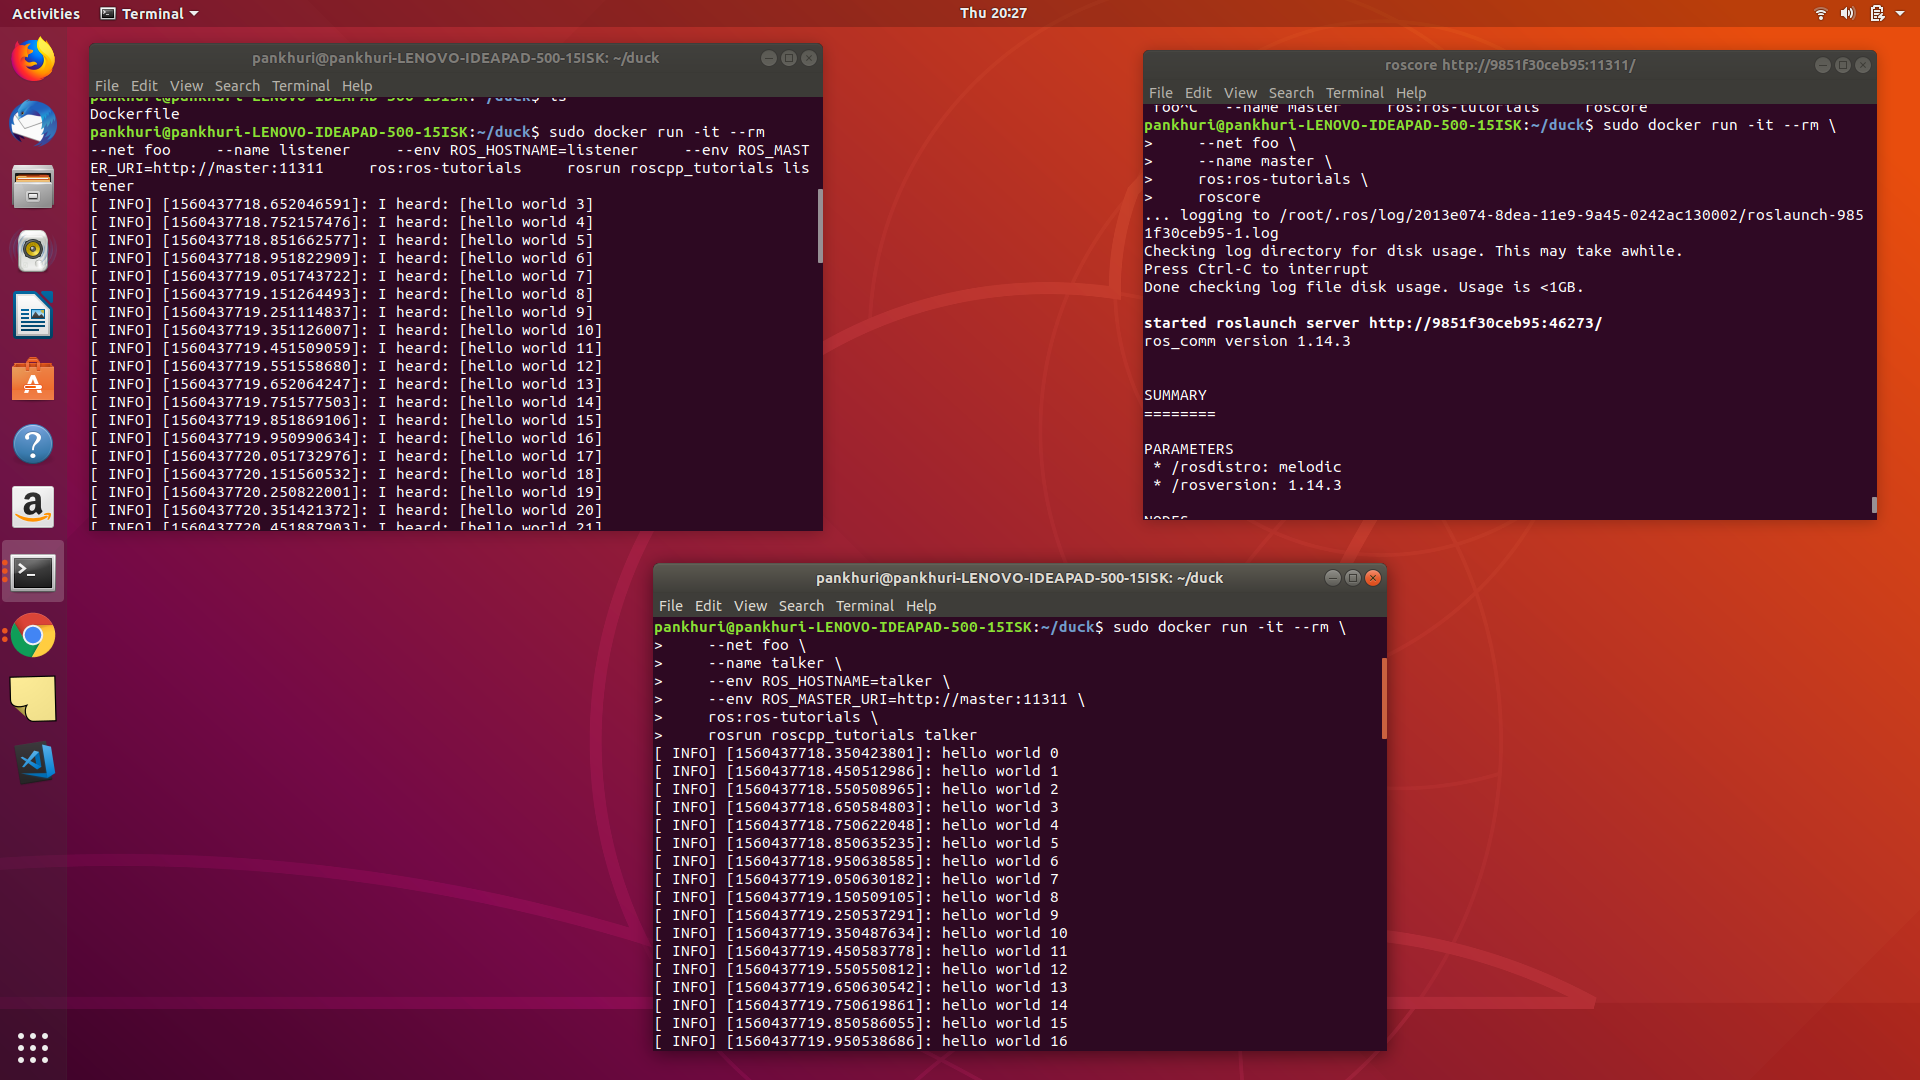 Activities
Terminal
Thu 20:27
pankhuri@pankhuri-LENOVO-IDEAPAD-500-15ISK: ~/duck
File Edit View Search Terminal Help
pankhuri@pankhuri-LENOVO-IDEAPAD-500-15ISK:~/duck$ ls
Dockerfile
pankhuri@pankhuri-LENOVO-IDEAPAD-500-15ISK:~/duck$ sudo docker run -it --rm
--net foo     --name listener     --env ROS_HOSTNAME=listener     --env ROS_MAST
ER_URI=http://master:11311     ros:ros-tutorials     rosrun roscpp_tutorials lis
tener
[ INFO] [1560437718.652046591]: I heard: [hello world 3]
[ INFO] [1560437718.752157476]: I heard: [hello world 4]
[ INFO] [1560437718.851662577]: I heard: [hello world 5]
[ INFO] [1560437718.951822909]: I heard: [hello world 6]
[ INFO] [1560437719.051743722]: I heard: [hello world 7]
[ INFO] [1560437719.151264493]: I heard: [hello world 8]
[ INFO] [1560437719.251114837]: I heard: [hello world 9]
[ INFO] [1560437719.351126007]: I heard: [hello world 10]
[ INFO] [1560437719.451509059]: I heard: [hello world 11]
[ INFO] [1560437719.551558680]: I heard: [hello world 12]
[ INFO] [1560437719.652064247]: I heard: [hello world 13]
[ INFO] [1560437719.751577503]: I heard: [hello world 14]
[ INFO] [1560437719.851869106]: I heard: [hello world 15]
[ INFO] [1560437719.950990634]: I heard: [hello world 16]
[ INFO] [1560437720.051732976]: I heard: [hello world 17]
[ INFO] [1560437720.151560532]: I heard: [hello world 18]
[ INFO] [1560437720.250822001]: I heard: [hello world 19]
[ INFO] [1560437720.351421372]: I heard: [hello world 20]
[ INFO] [1560437720.451887903]: I heard: [hello world 21]
roscore http://9851f30ceb95:11311/
File Edit View Search Terminal Help
foo^C   --name master     ros:ros-tutorials     roscore
pankhuri@pankhuri-LENOVO-IDEAPAD-500-15ISK:~/duck$ sudo docker run -it --rm \
>     --net foo \
>     --name master \
>     ros:ros-tutorials \
>     roscore
... logging to /root/.ros/log/2013e074-8dea-11e9-9a45-0242ac130002/roslaunch-985
1f30ceb95-1.log
Checking log directory for disk usage. This may take awhile.
Press Ctrl-C to interrupt
Done checking log file disk usage. Usage is <1GB.
started roslaunch server http://9851f30ceb95:46273/
ros_comm version 1.14.3
SUMMARY
========
PARAMETERS
* /rosdistro: melodic
* /rosversion: 1.14.3
NODES
pankhuri@pankhuri-LENOVO-IDEAPAD-500-15ISK: ~/duck
File Edit View Search Terminal Help
pankhuri@pankhuri-LENOVO-IDEAPAD-500-15ISK:~/duck$ sudo docker run -it --rm \
>     --net foo \
>     --name talker \
>     --env ROS_HOSTNAME=talker \
>     --env ROS_MASTER_URI=http://master:11311 \
>     ros:ros-tutorials \
>     rosrun roscpp_tutorials talker
[ INFO] [1560437718.350423801]: hello world 0
[ INFO] [1560437718.450512986]: hello world 1
[ INFO] [1560437718.550508965]: hello world 2
[ INFO] [1560437718.650584803]: hello world 3
[ INFO] [1560437718.750622048]: hello world 4
[ INFO] [1560437718.850635235]: hello world 5
[ INFO] [1560437718.950638585]: hello world 6
[ INFO] [1560437719.050630182]: hello world 7
[ INFO] [1560437719.150509105]: hello world 8
[ INFO] [1560437719.250537291]: hello world 9
[ INFO] [1560437719.350487634]: hello world 10
[ INFO] [1560437719.450583778]: hello world 11
[ INFO] [1560437719.550550812]: hello world 12
[ INFO] [1560437719.650630542]: hello world 13
[ INFO] [1560437719.750619861]: hello world 14
[ INFO] [1560437719.850586055]: hello world 15
[ INFO] [1560437719.950538686]: hello world 16